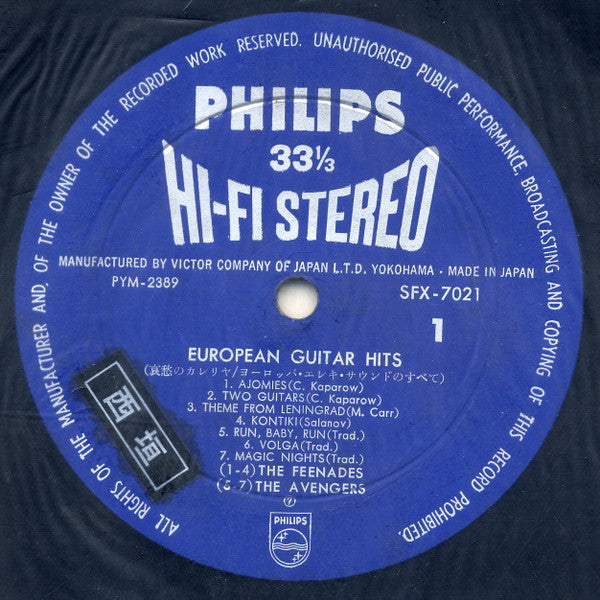 ALL RIGHTS OF THE MANUFACTURER AND, OF THE OWNER OF THE RECORDED WORK RESERVED. UNAUTHORISED PUBLIC PERFORMANCE, BROADCASTING AND COPYING OF THIS RECORD PROHIBITED.
PHILIPS
33⅓
HI-FI STEREO
MANUFACTURED BY VICTOR COMPANY OF JAPAN L.T.D. YOKOHAMA • MADE IN JAPAN
PYM-2389
SFX-7021
1
EUROPEAN GUITAR HITS
(哀愁のカレリヤ/ヨーロッパ・エレキ・サウンドのすべて)
1. AJOMIES(C. Kaparow)
2. TWO GUITARS(C. Kaparow)
3. THEME FROM LENINGRAD(M. Carr)
4. KONTIKI(Salanov)
5. RUN, BABY, RUN(Trad.)
6. VOLGA(Trad.)
7. MAGIC NIGHTS(Trad.)
(1-4) THE FEENADES
(5-7) THE AVENGERS
西垣
PHILIPS